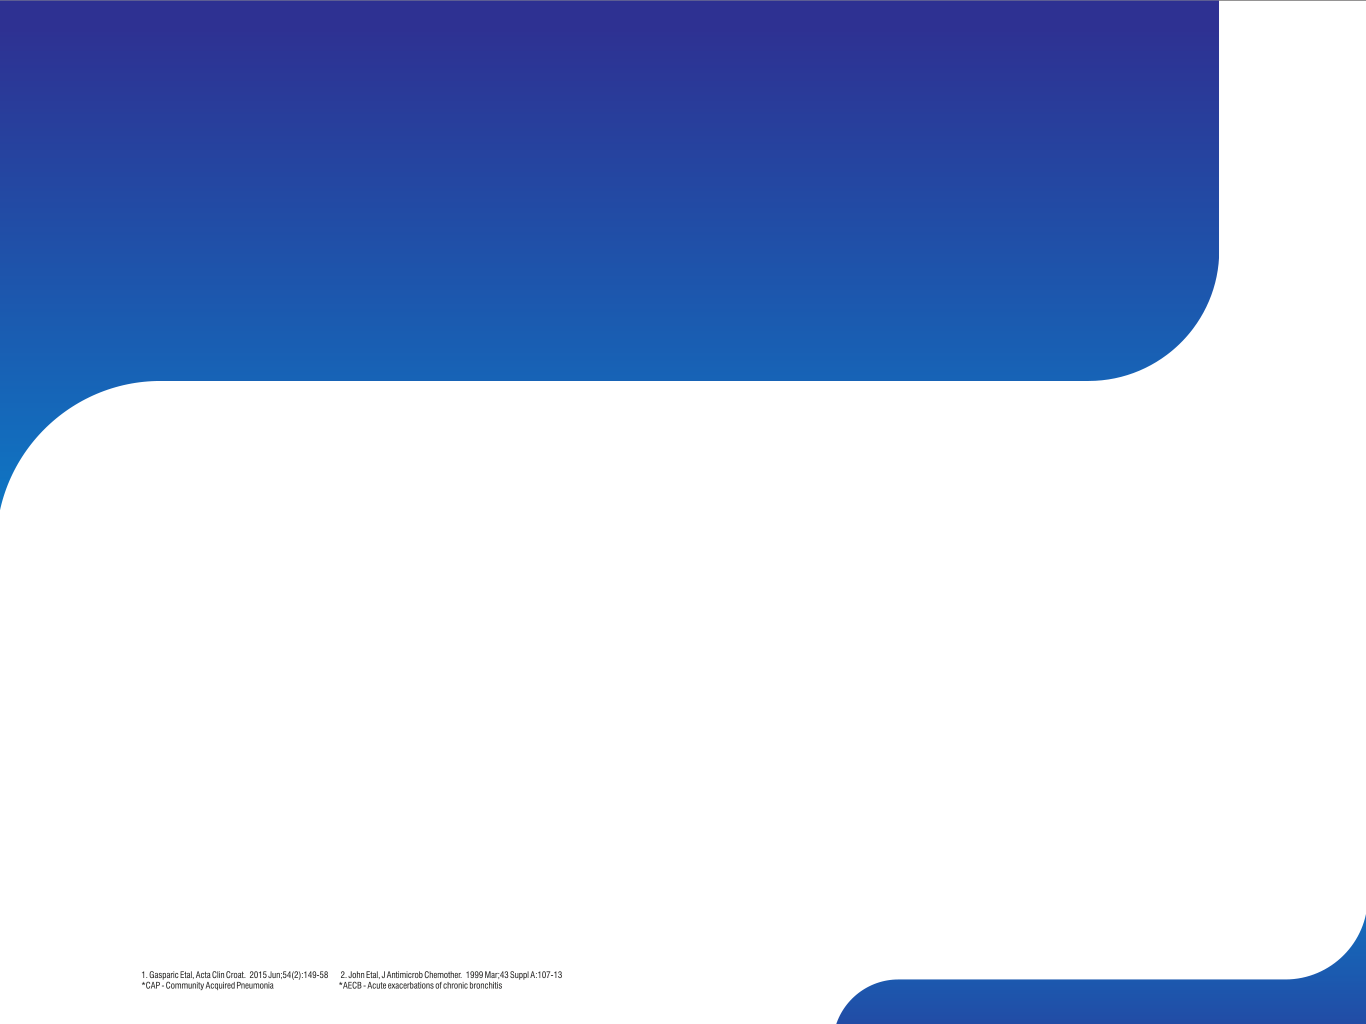 1. Gasparic Etal, Acta Clin Croat. 2015 Jun;54(2):149-58 2. John Etal, J Antimicrob Chemother. 1999 Mar;43 Suppl A:107-13
*CAP - Community Acquired Pneumonia *AECB - Acute exacerbations of chronic bronchitis